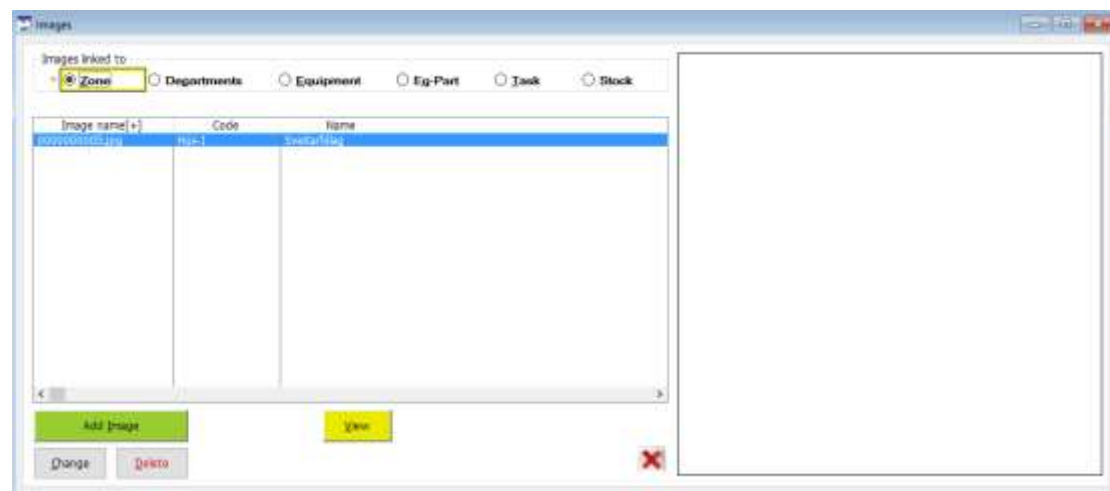 Images
Images linked to
Zone Departments Equipment Eq-Part Task Stock
Image name[+] Code Name
Add Image View
Change Delete